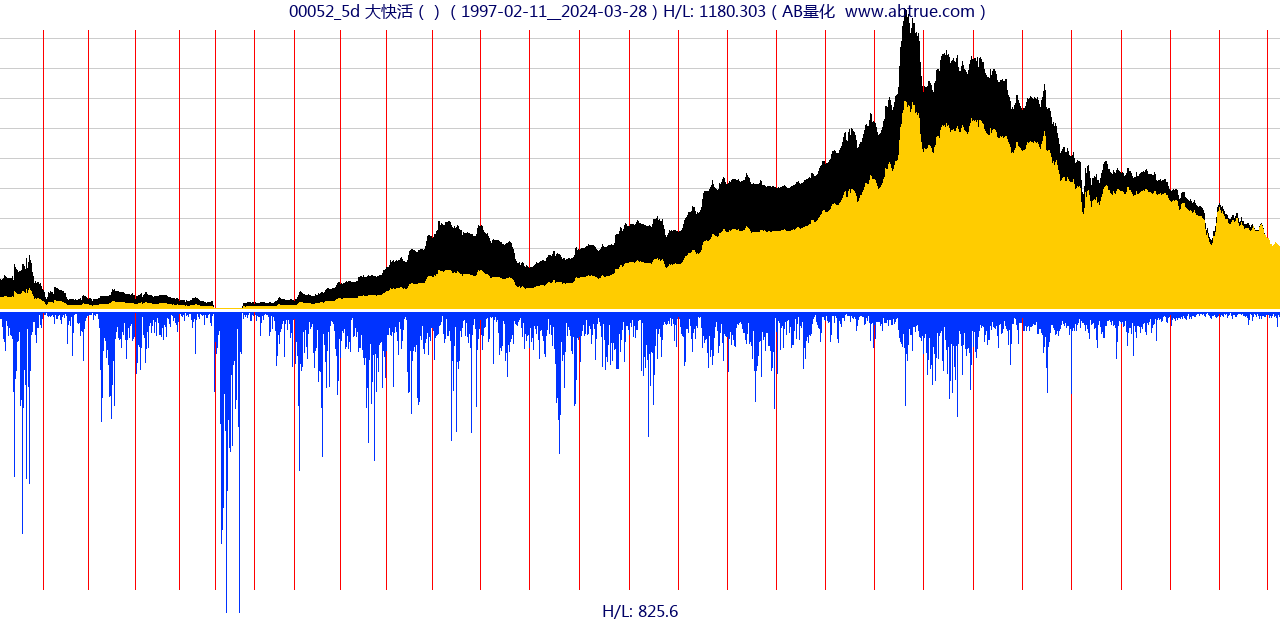 00052_5d 大快活 ( ) ( 1997-02-11__2024-03-28 ) H/L: 1180.303 ( AB量化 www.abtrue.com )
H/L: 825.6